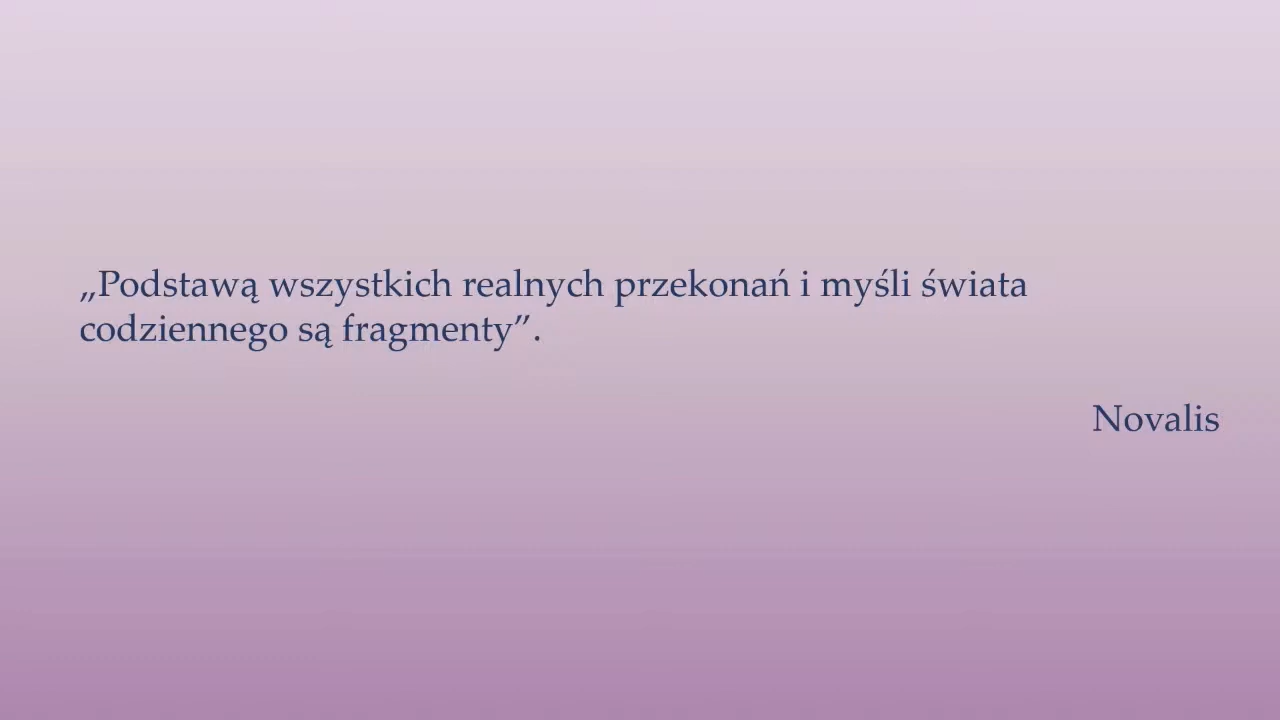 „Podstawą wszystkich realnych przekonań i myśli świata
codziennego są fragmenty”.
Novalis